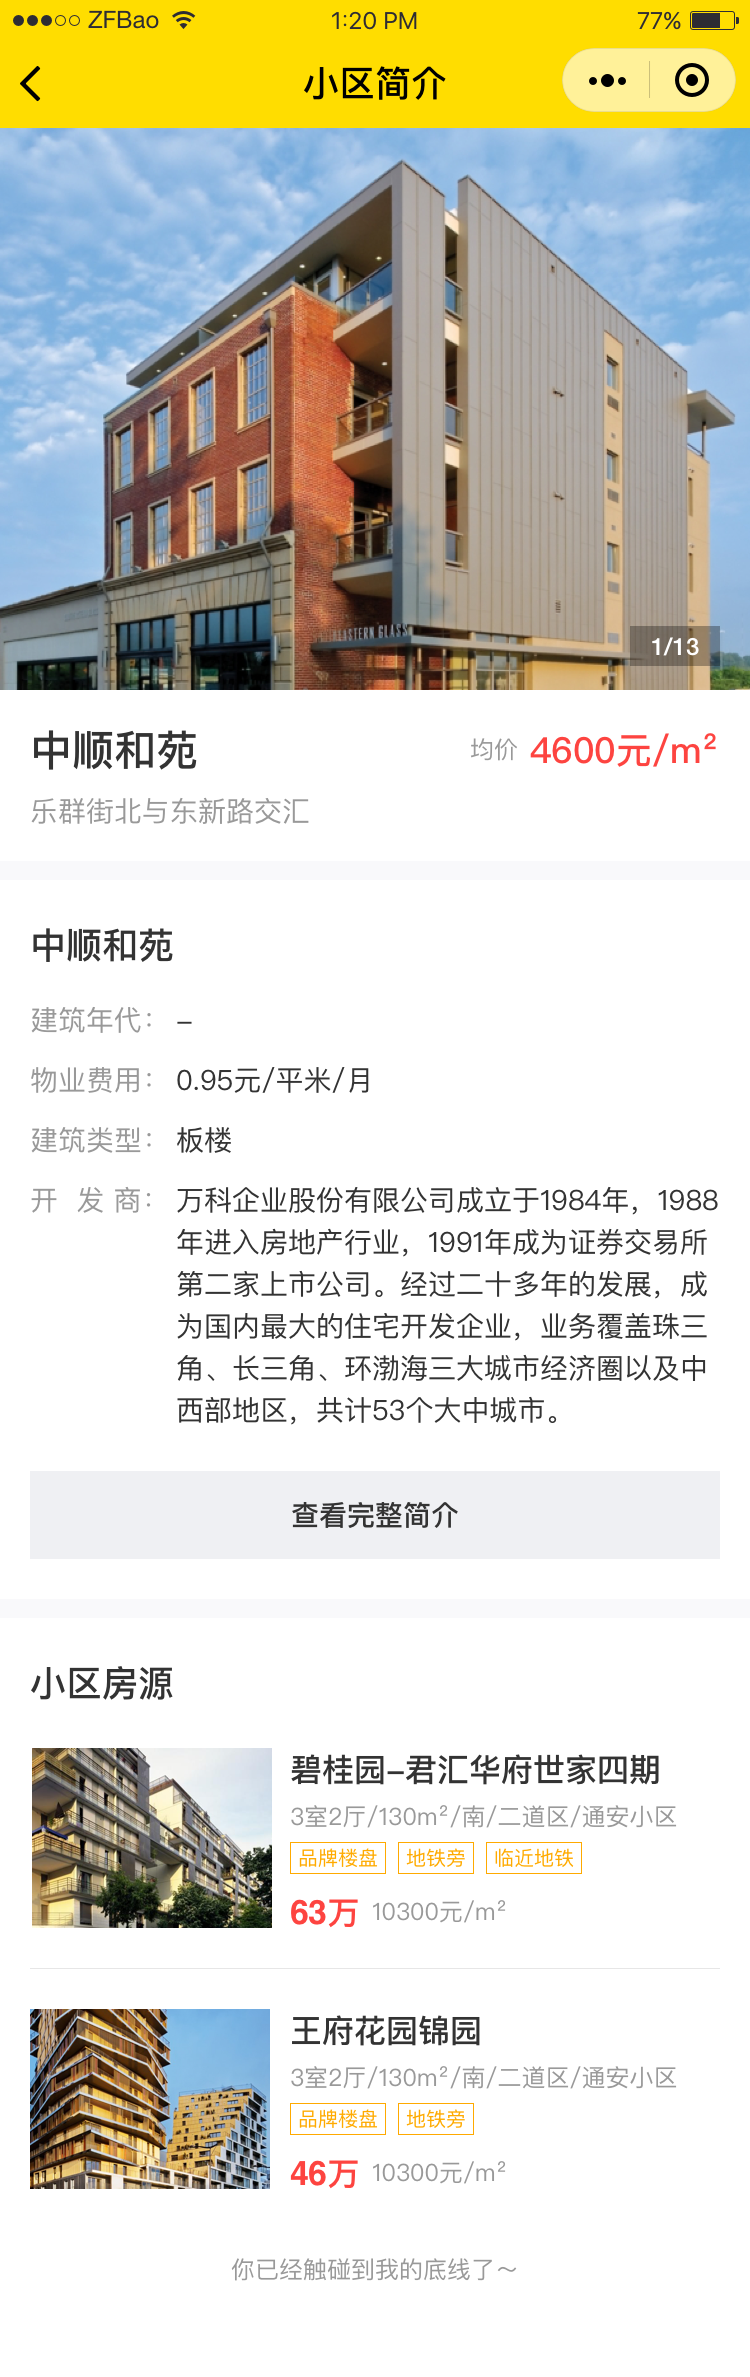 ZFBao
1:20 PM
77%
小区简介
EASTERN GLASS
1/13
中顺和苑
均价 4600元/m²
乐群街北与东新路交汇
中顺和苑
建筑年代： –
物业费用： 0.95元/平米/月
建筑类型： 板楼
开 发 商： 万科企业股份有限公司成立于1984年，1988
年进入房地产行业，1991年成为证券交易所
第二家上市公司。经过二十多年的发展，成
为国内最大的住宅开发企业，业务覆盖珠三
角、长三角、环渤海三大城市经济圈以及中
西部地区，共计53个大中城市。
查看完整简介
小区房源
碧桂园–君汇华府世家四期
3室2厅/130m²/南/二道区/通安小区
品牌楼盘 地铁旁 临近地铁
63万 10300元/m²
王府花园锦园
3室2厅/130m²/南/二道区/通安小区
品牌楼盘 地铁旁
46万 10300元/m²
你已经触碰到我的底线了～